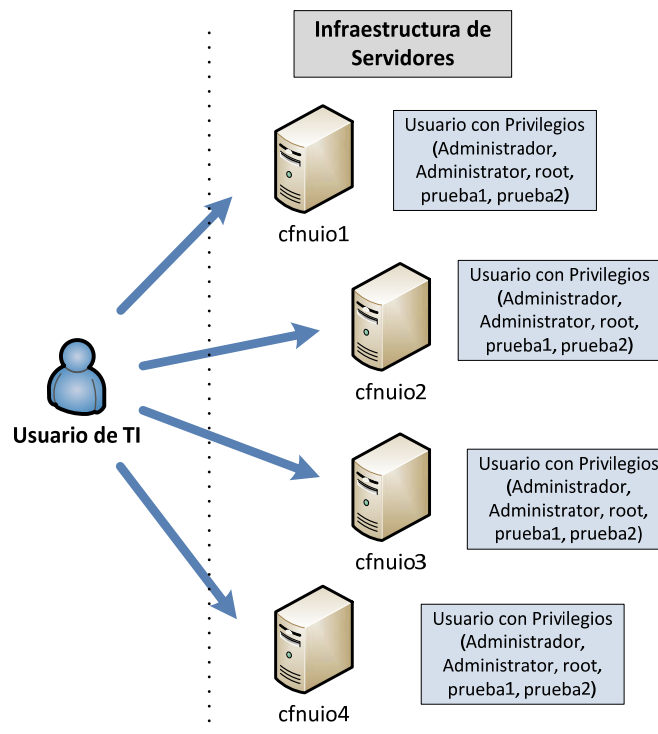 Infraestructura de
Servidores
Usuario con Privilegios
(Administrador,
Administrator, root,
prueba1, prueba2)
cfnuio1
Usuario con Privilegios
(Administrador,
Administrator, root,
prueba1, prueba2)
cfnuio2
Usuario de TI
Usuario con Privilegios
(Administrador,
Administrator, root,
prueba1, prueba2)
cfnuio3
Usuario con Privilegios
(Administrador,
Administrator, root,
prueba1, prueba2)
cfnuio4